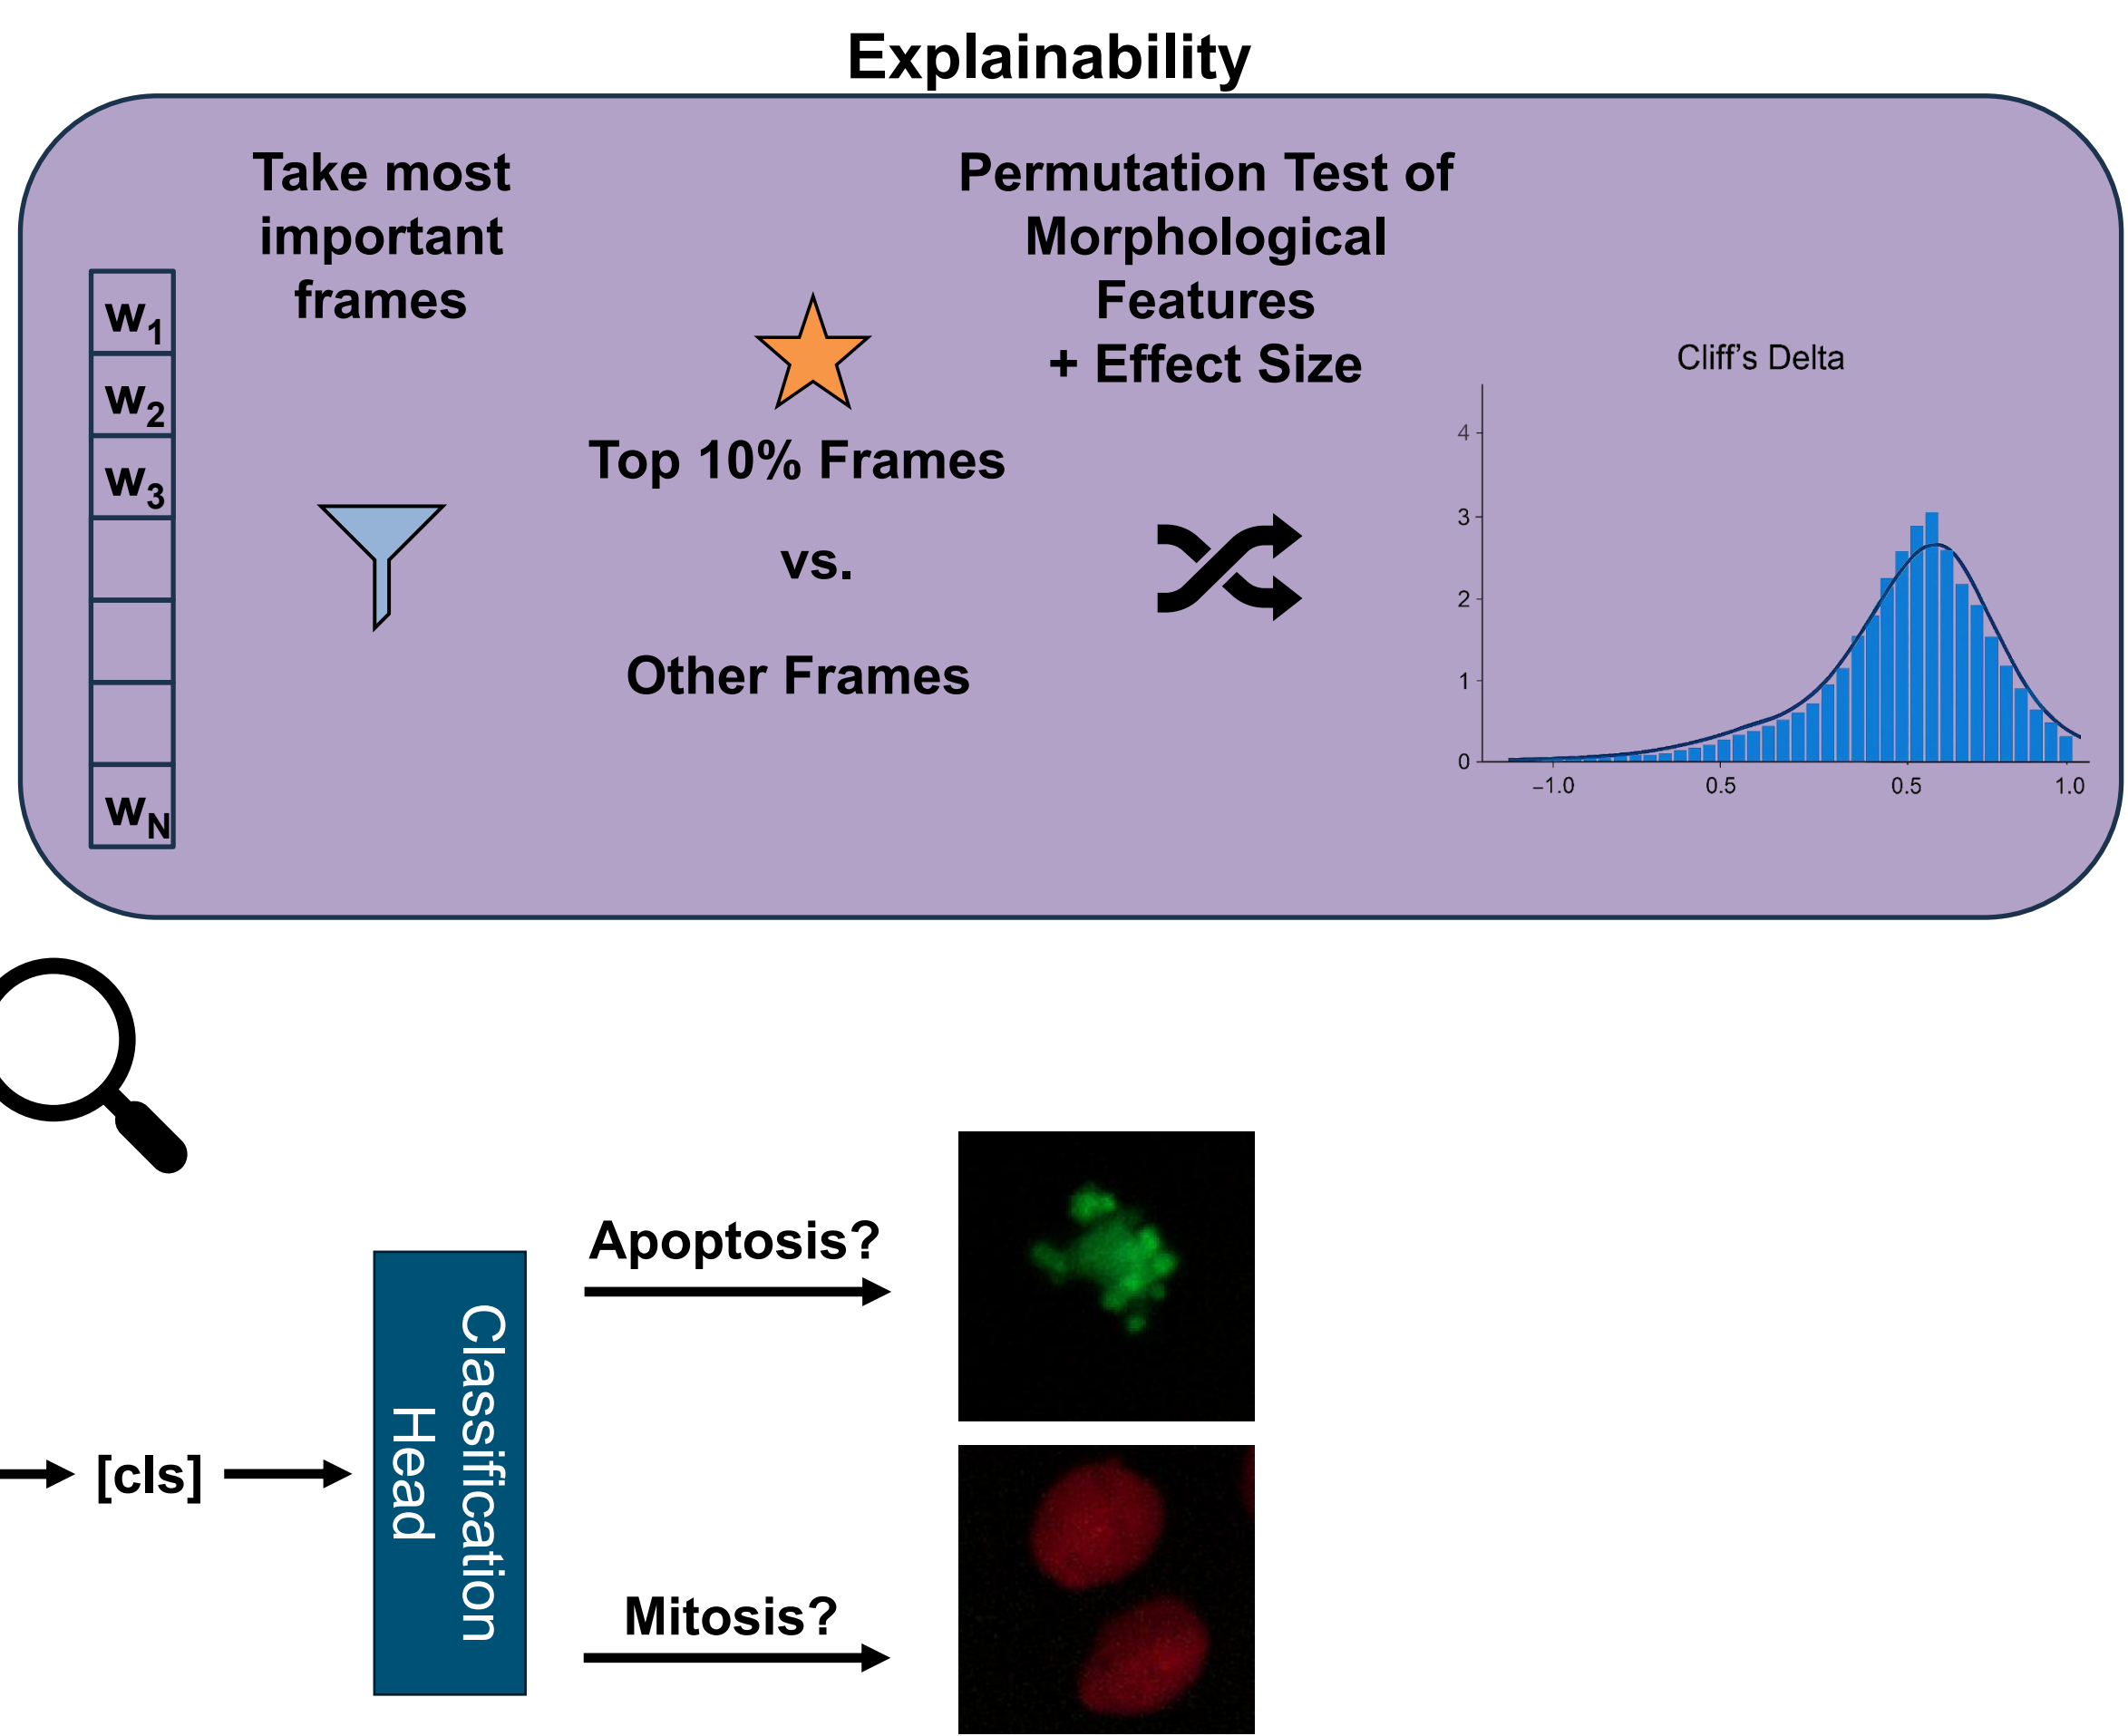 Explainability
Take most
important
frames
w1
w2
w3
wN
Top 10% Frames
vs.
Other Frames
Permutation Test of
Morphological
Features
+ Effect Size
Cliff's Delta
4
3
2
1
0
−1.0
0.5
0.5
1.0
[cls]
Classification
Head
Apoptosis?
Mitosis?